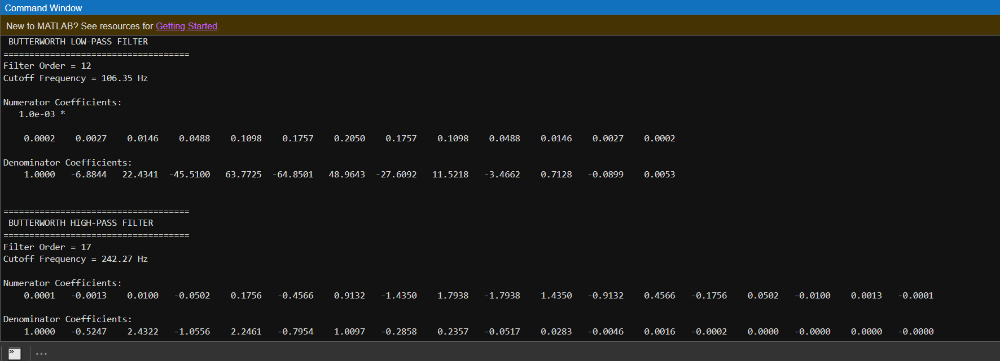 Command Window
New to MATLAB? See resources for Getting Started.
BUTTERWORTH LOW-PASS FILTER
====================================
Filter Order = 12
Cutoff Frequency = 106.35 Hz
Numerator Coefficients:
1.0e-03 *
0.0002 0.0027 0.0146 0.0488 0.1098 0.1757 0.2050 0.1757 0.1098 0.0488 0.0146 0.0027 0.0002
Denominator Coefficients:
1.0000 -6.8844 22.4341 -45.5100 63.7725 -64.8501 48.9643 -27.6092 11.5218 -3.4662 0.7128 -0.0899 0.0053
====================================
BUTTERWORTH HIGH-PASS FILTER
====================================
Filter Order = 17
Cutoff Frequency = 242.27 Hz
Numerator Coefficients:
0.0001 -0.0013 0.0100 -0.0502 0.1756 -0.4566 0.9132 -1.4350 1.7938 -1.7938 1.4350 -0.9132 0.4566 -0.1756 0.0502 -0.0100 0.0013 -0.0001
Denominator Coefficients:
1.0000 -0.5247 2.4322 -1.0556 2.2461 -0.7954 1.0097 -0.2858 0.2357 -0.0517 0.0283 -0.0046 0.0016 -0.0002 0.0000 -0.0000 0.0000 -0.0000